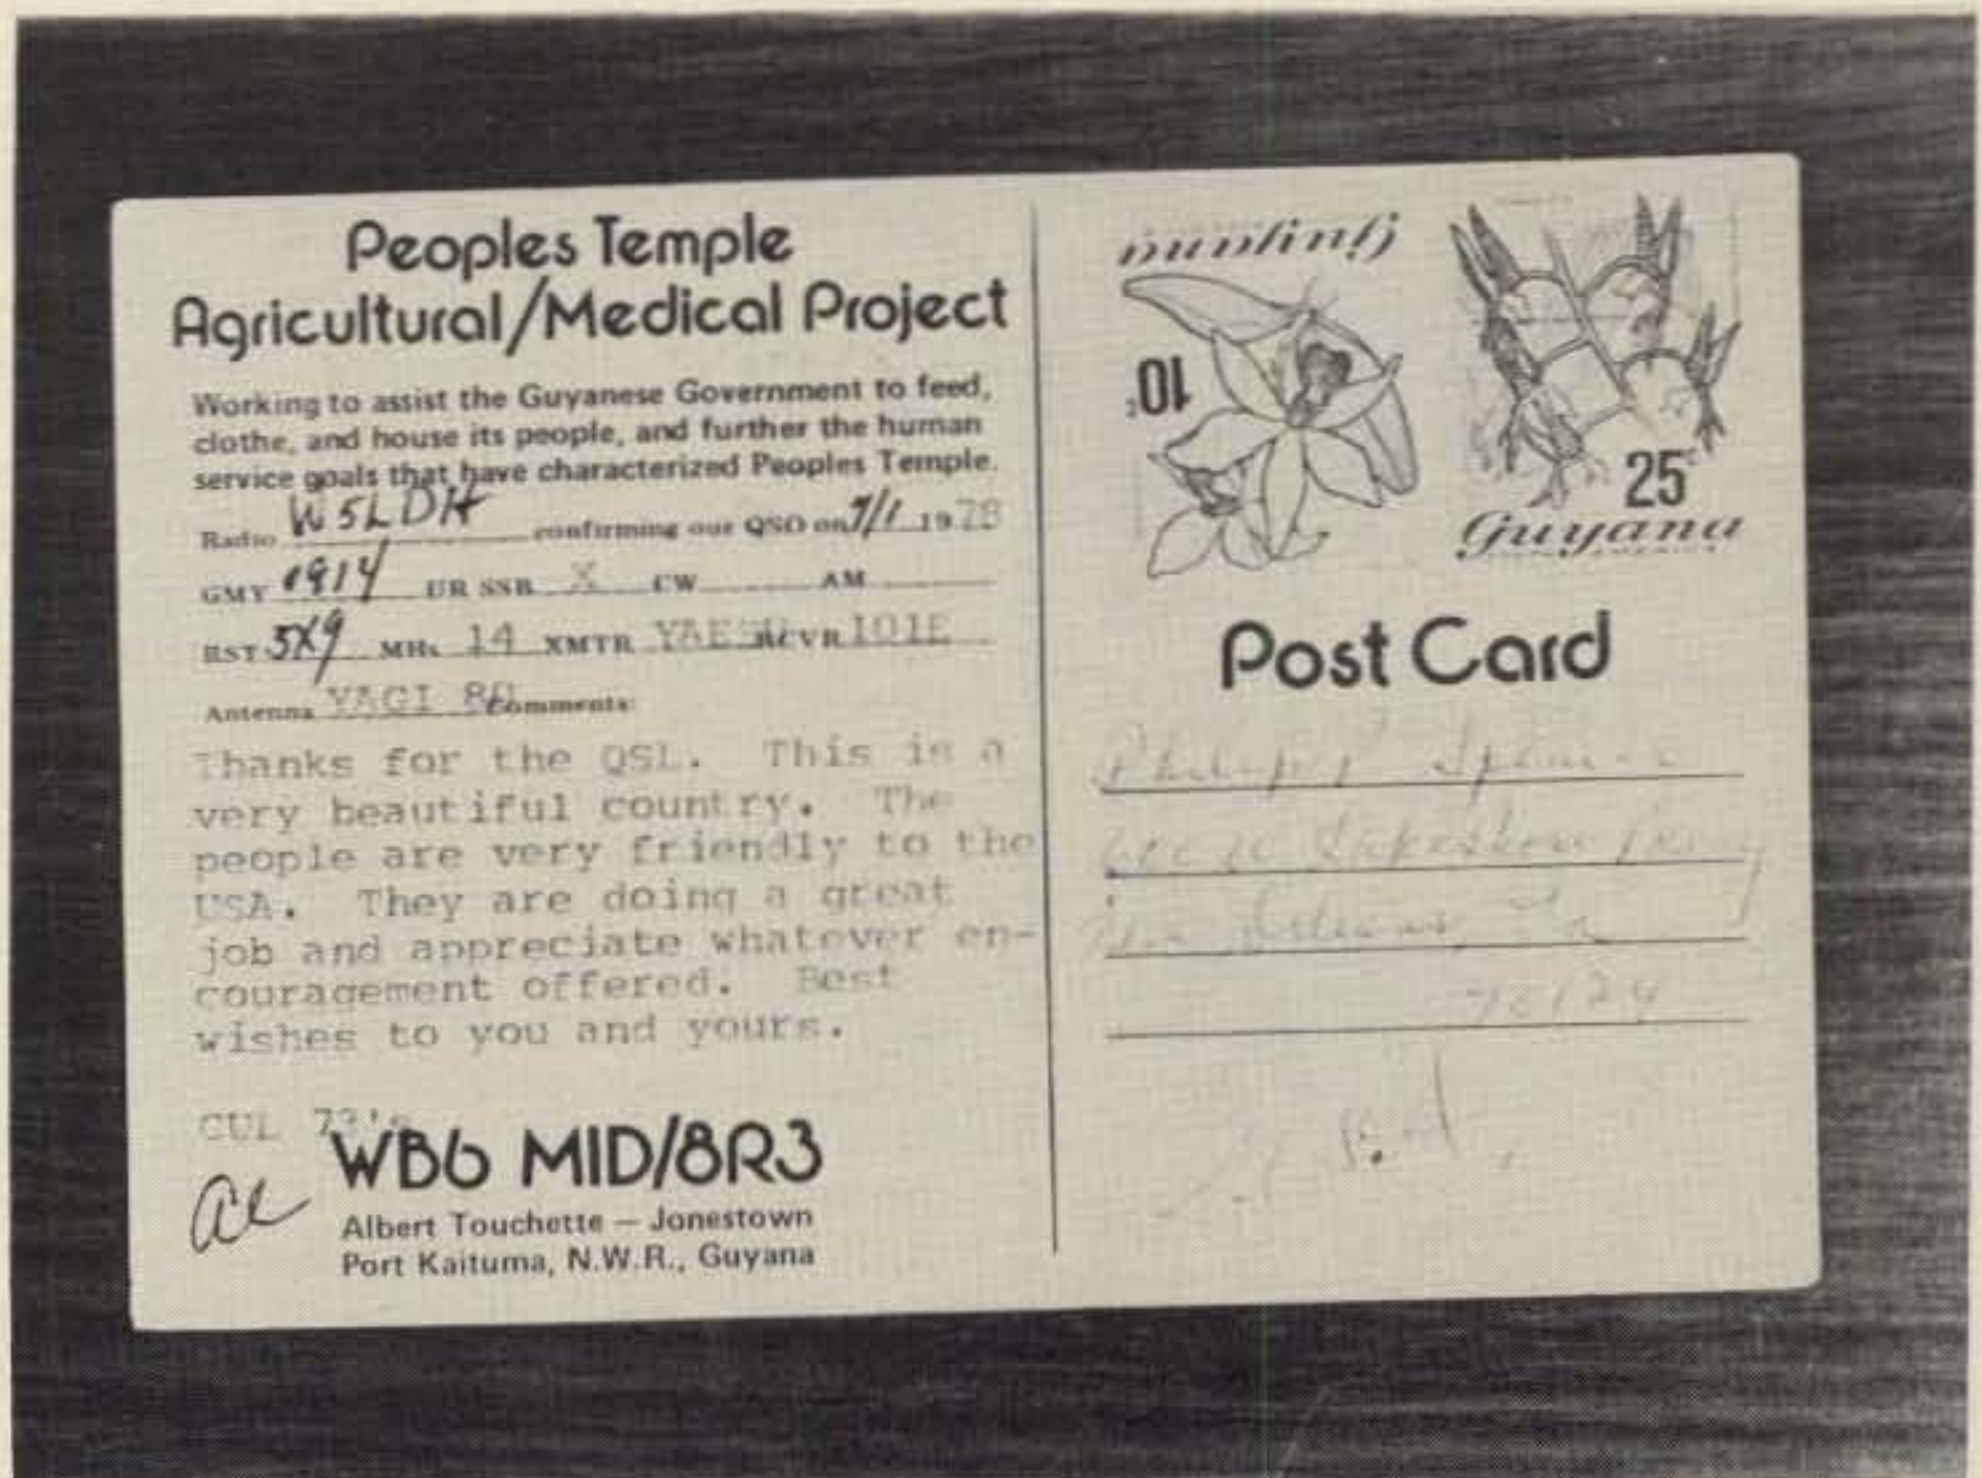 Peoples Temple
Agricultural/Medical Project
Working to assist the Guyanese Government to feed,
clothe, and house its people, and further the human
service goals that have characterized Peoples Temple.
Radio W5LDH confirming our QSO on 7/1 1978
GMT 1914 UR SSB X CW AM
RST 5X9 MHz 14 XMTR YAESU RCVR 101E
Antenna YAGI Comments:
Thanks for the QSL. This is a
very beautiful country. The
people are very friendly to the
USA. They are doing a great
job and appreciate whatever en-
couragement offered. Best
wishes to you and yours.
CUL 73's
al
WB6 MID/8R3
Albert Touchette – Jonestown
Port Kaituma, N.W.R., Guyana
Guyana
10c
25c
Guyana
Post Card
Orleans, La